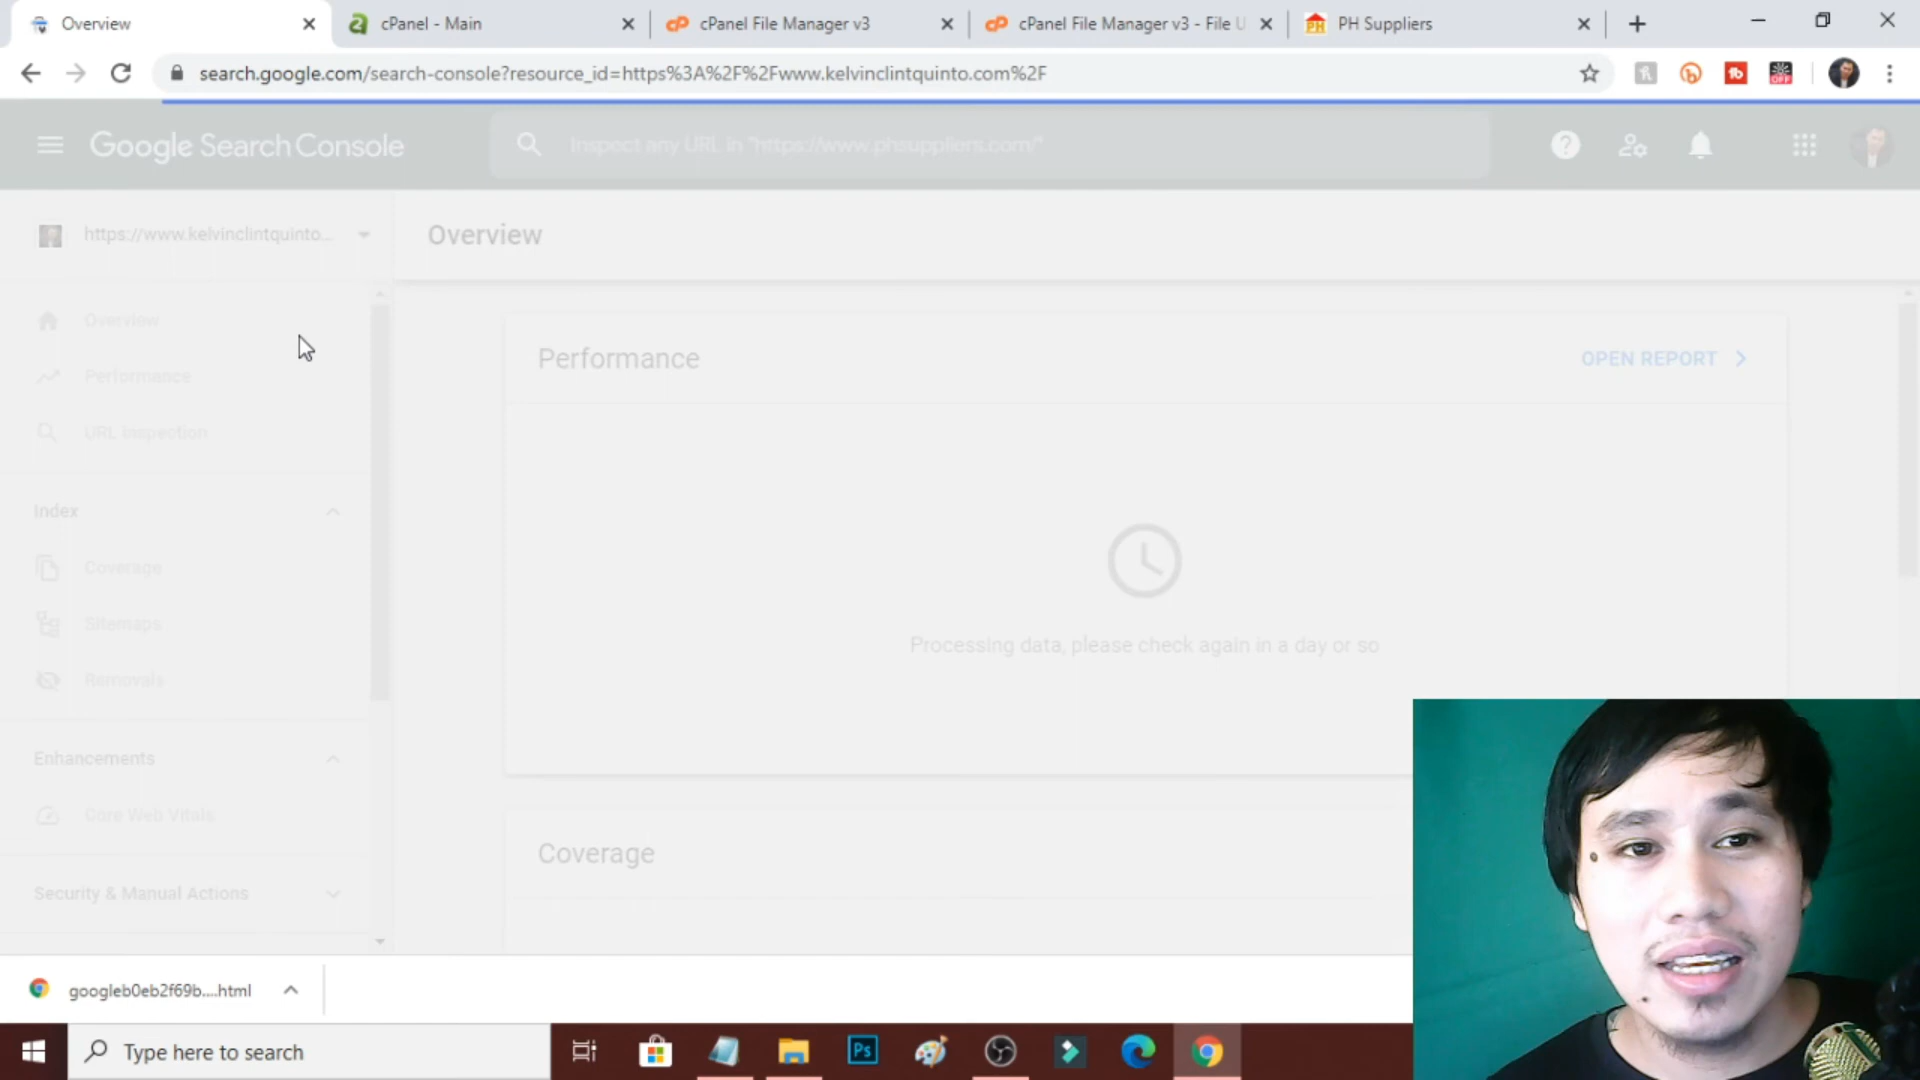 Overview
cPanel - Main
cPanel File Manager v3
cPanel File Manager v3 - File U
PH Suppliers
search.google.com/search-console?resource_id=https%3A%2F%2Fwww.kelvinclintquinto.com%2F
Google Search Console
Inspect any URL in "https://www.phsuppliers.com/"
https://www.kelvinclintquinto...
Overview
Overview
Performance
URL Inspection
Index
Coverage
Sitemaps
Removals
Enhancements
Core Web Vitals
Security & Manual Actions
Performance
OPEN REPORT
Processing data, please check again in a day or so
Coverage
googleb0eb2f69b....html
Type here to search
Ps